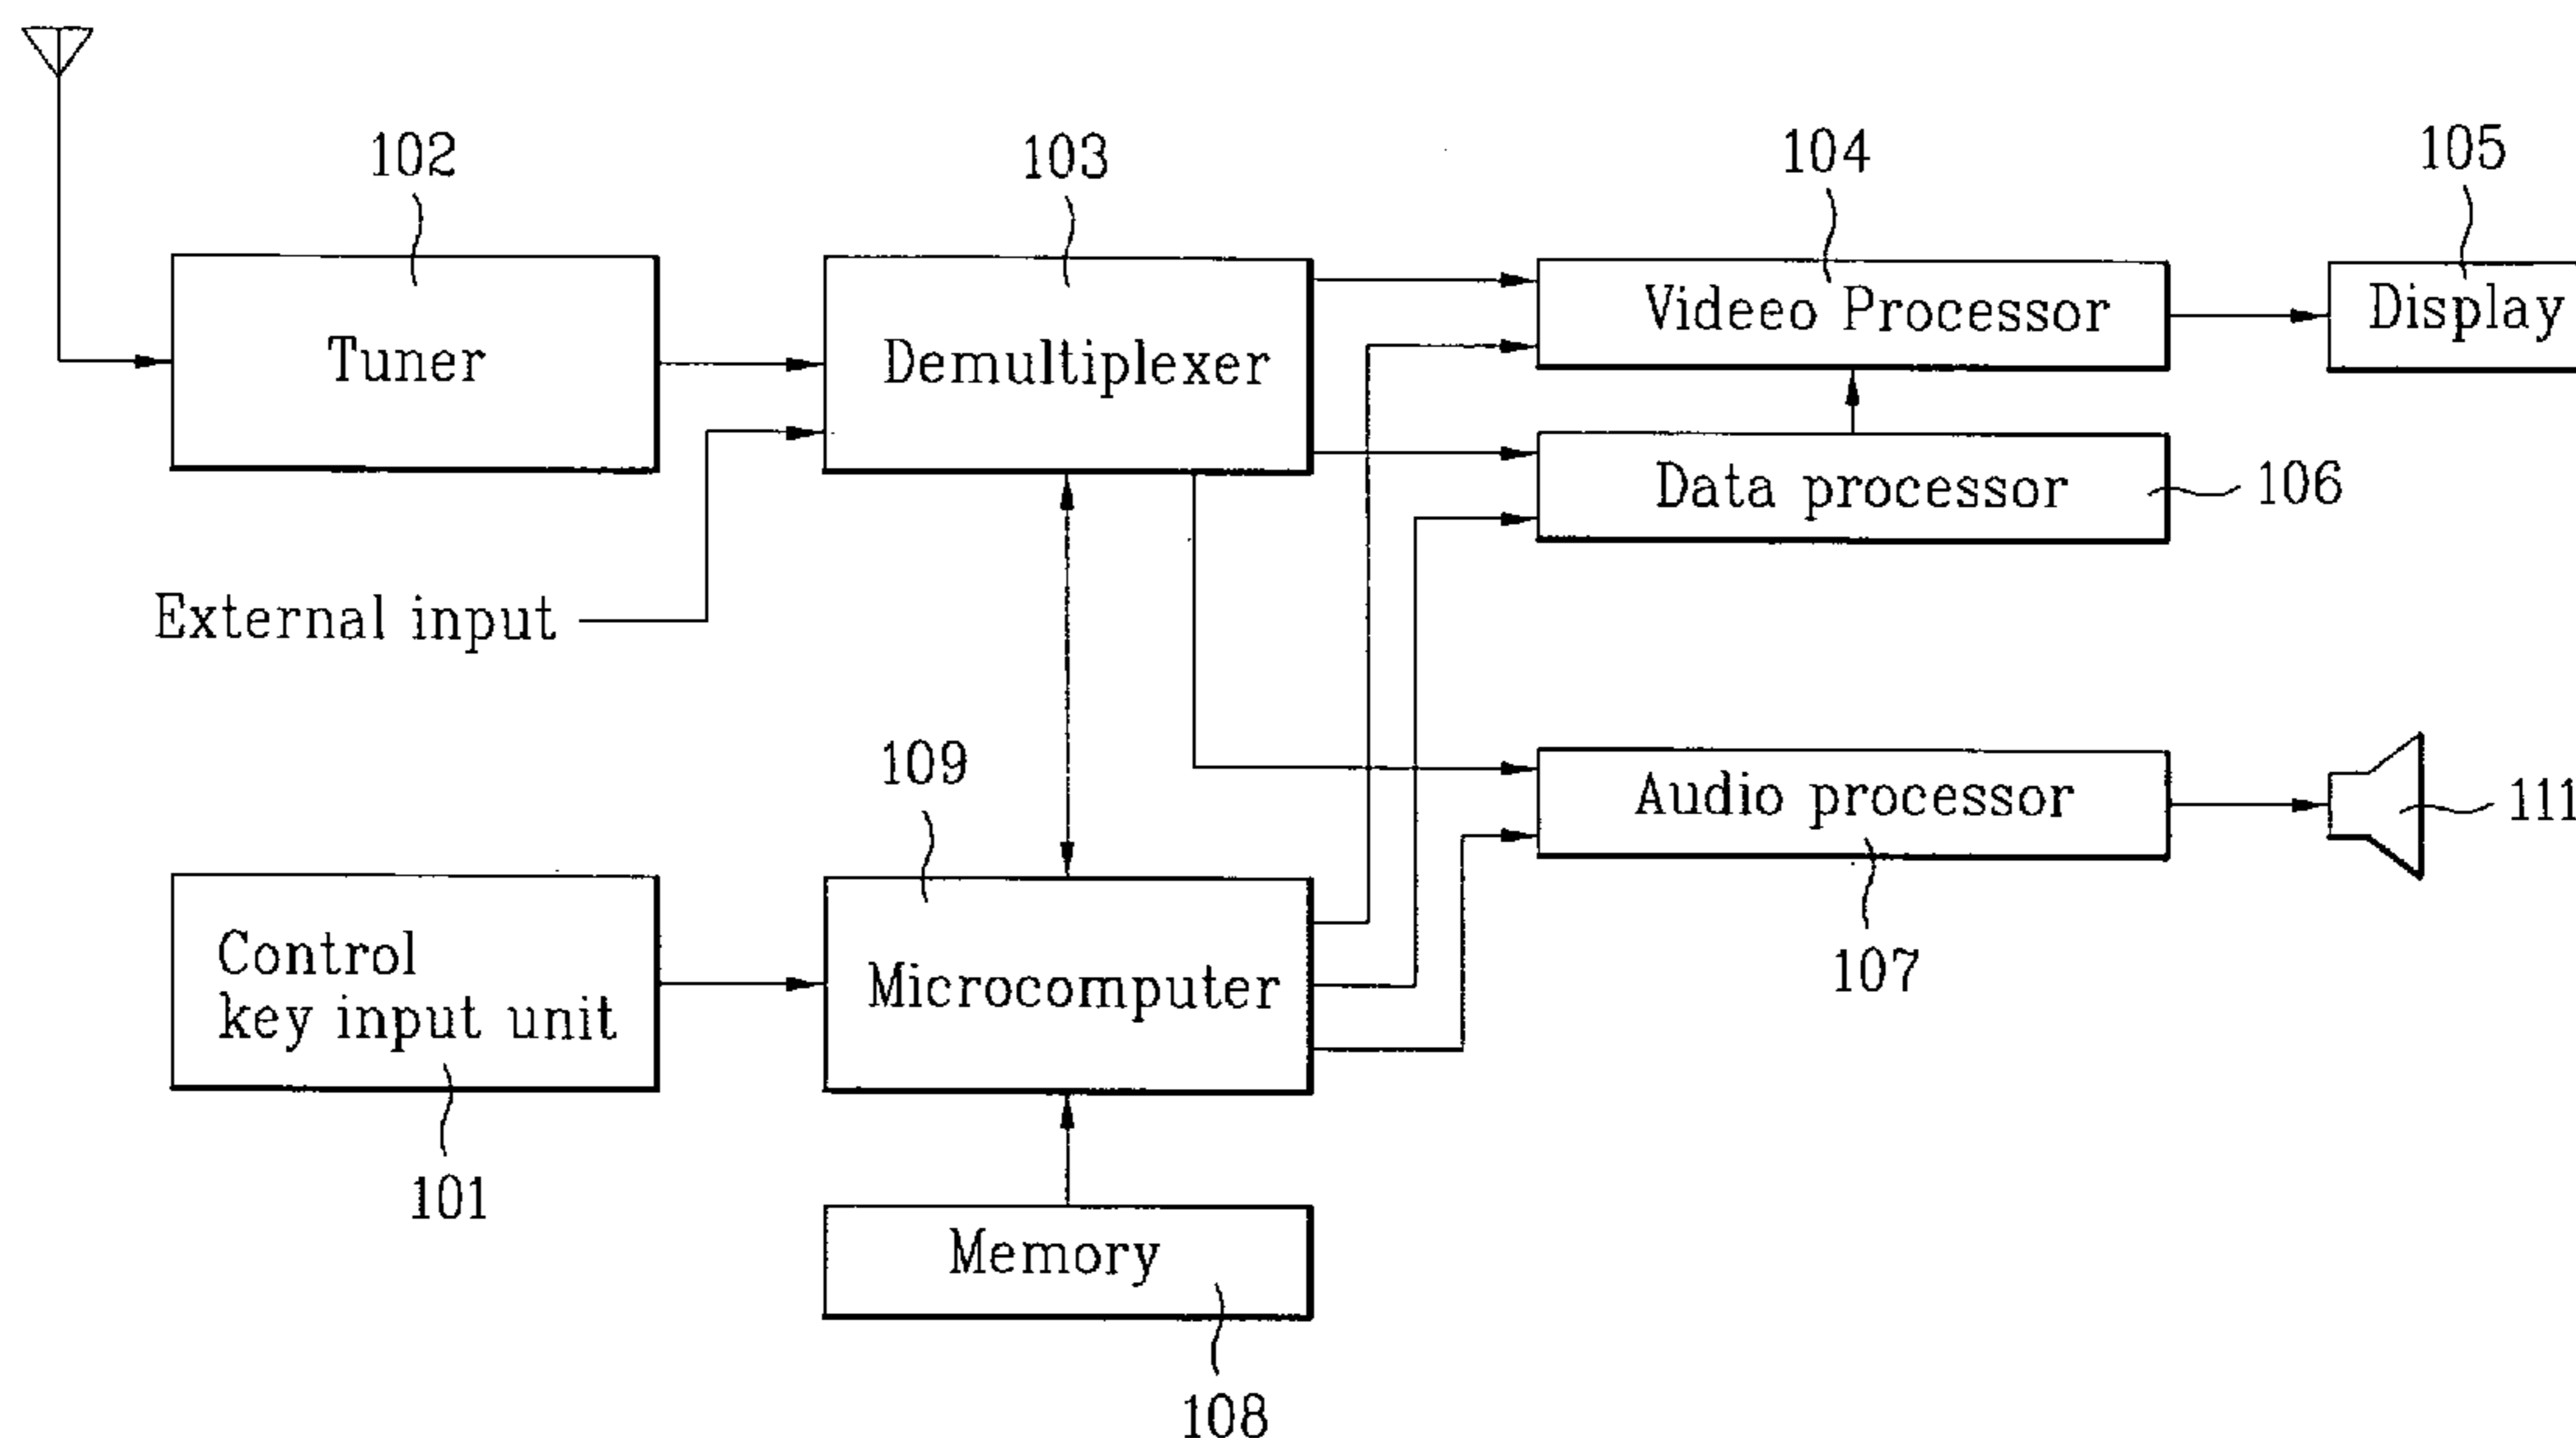 102
103
104
105
Tuner
Demultiplexer
Videeo Processor
Display
Data processor
106
External input
109
Audio processor
111
107
Control
key input unit
Microcomputer
101
Memory
108